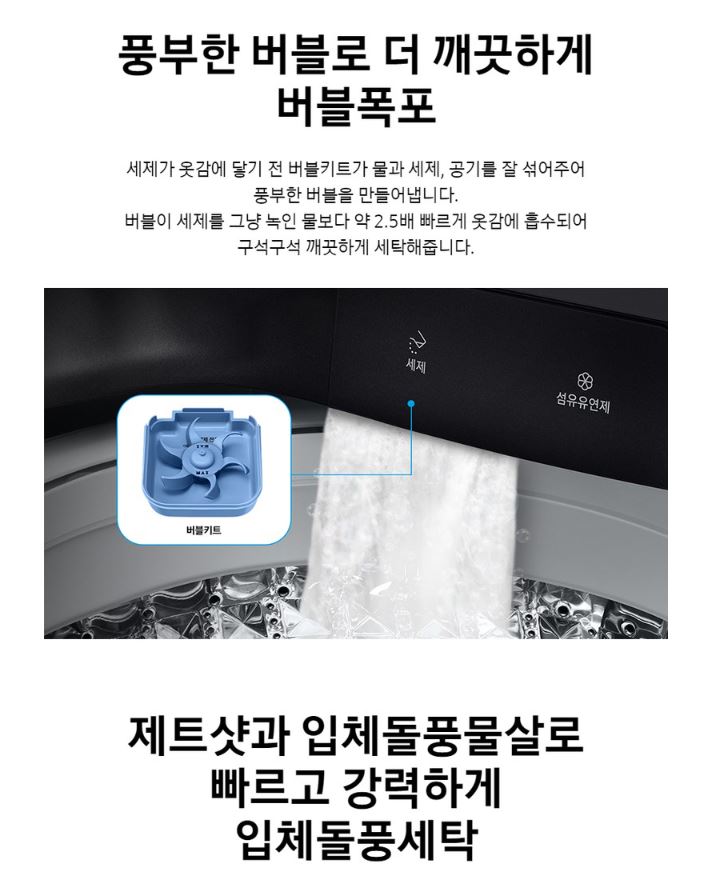 풍부한 버블로 더 깨끗하게
버블폭포
세제가 옷감에 닿기 전 버블키트가 물과 세제, 공기를 잘 섞어주어
풍부한 버블을 만들어냅니다.
버블이 세제를 그냥 녹인 물보다 약 2.5배 빠르게 옷감에 흡수되어
구석구석 깨끗하게 세탁해줍니다.
세제
섬유유연제
MAX
버블키트
제트샷과 입체돌풍물살로
빠르고 강력하게
입체돌풍세탁